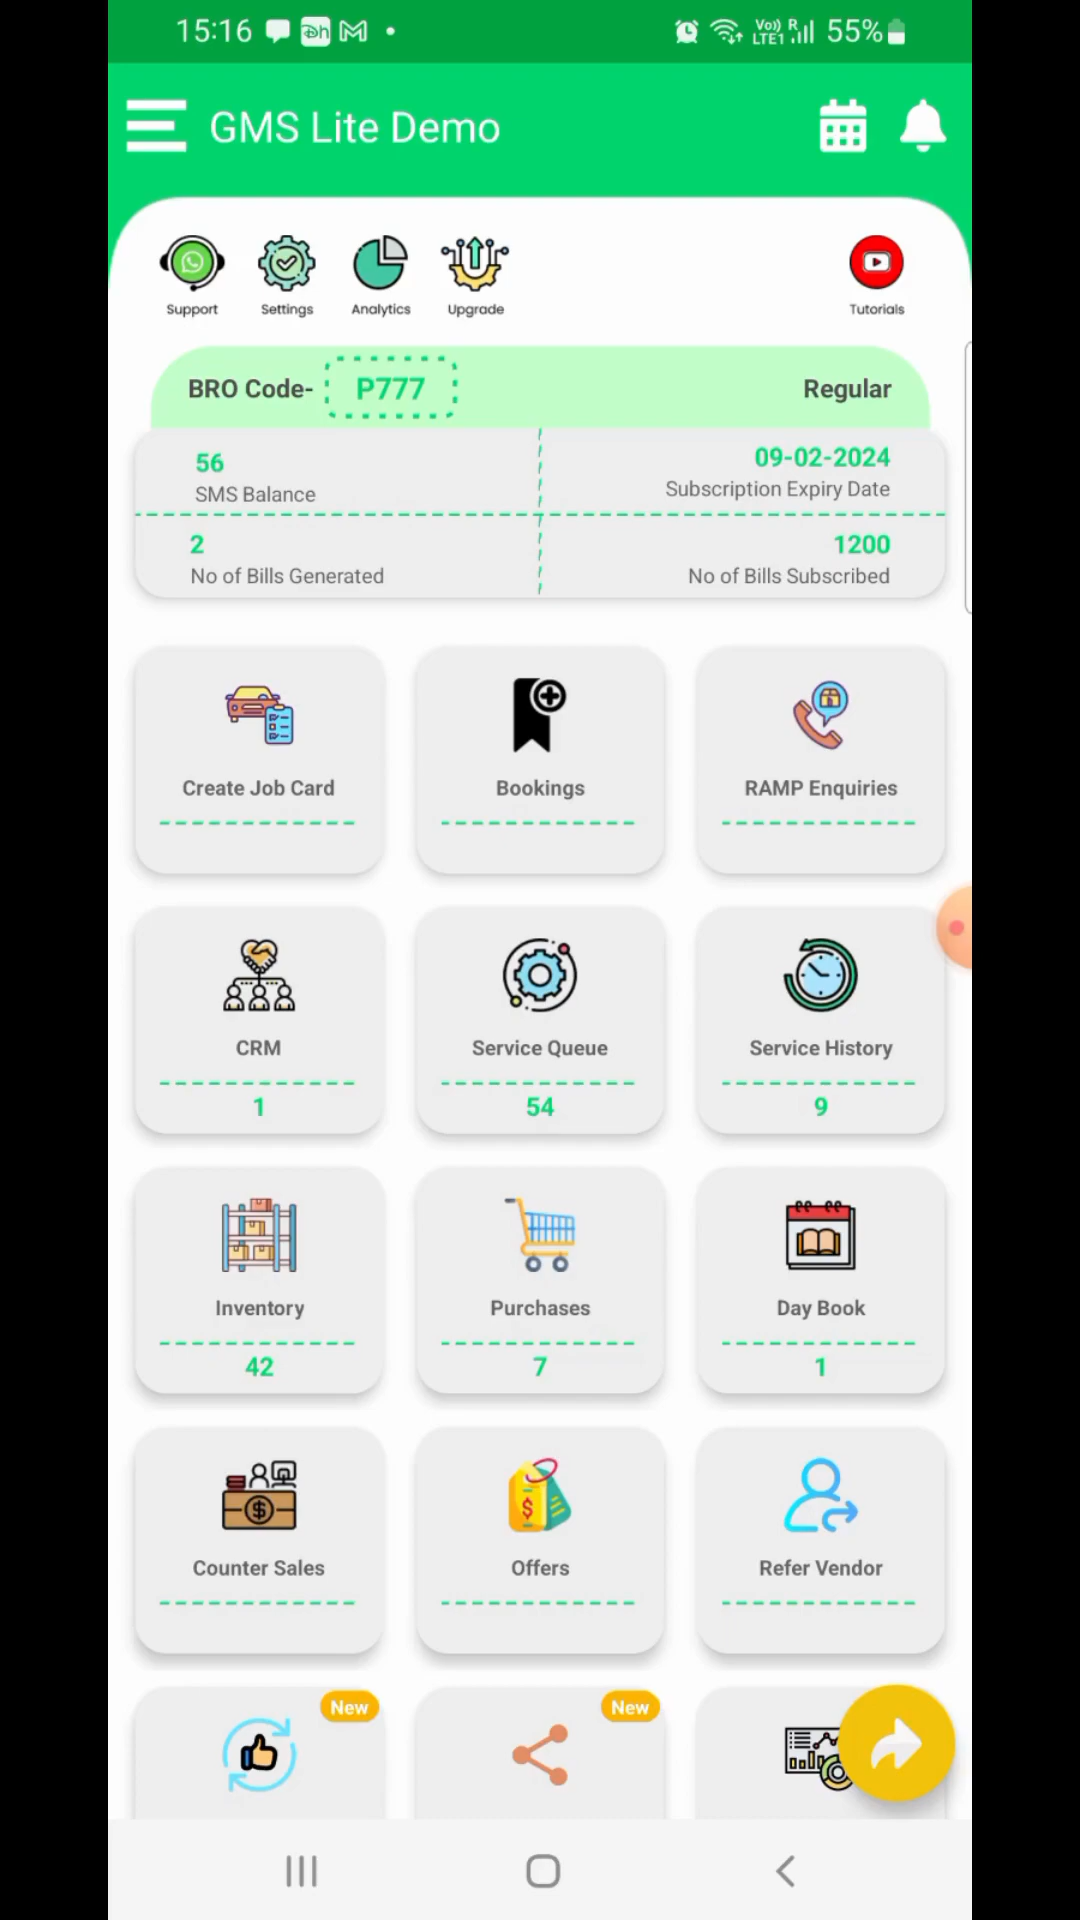 15:16
Vo)) R
LTE1
55%
GMS Lite Demo
Support
Settings
Analytics
Upgrade
Tutorials
BRO Code-
P777
Regular
56
SMS Balance
09-02-2024
Subscription Expiry Date
2
No of Bills Generated
1200
No of Bills Subscribed
Create Job Card
Bookings
RAMP Enquiries
CRM
1
Service Queue
54
Service History
9
Inventory
42
Purchases
7
Day Book
1
Counter Sales
Offers
Refer Vendor
New
New